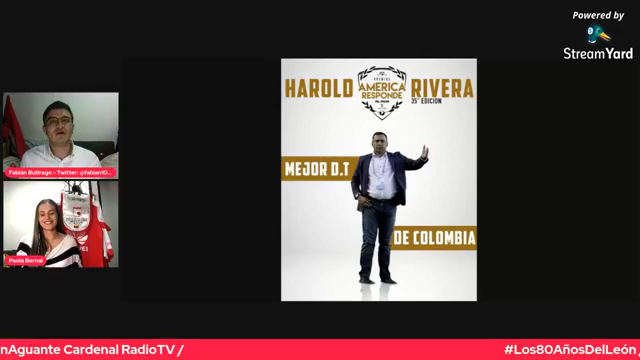 Powered by
StreamYard
HAROLD
PREMIOS
AMERICA
RESPONDE
RIVERA
35° EDICION
MEJOR D.T
DE COLOMBIA
Fabián Buitrago - Twitter: @fabian10...
Paola Bernal
nAguante Cardenal RadioTV /
#Los80AñosDelLeón